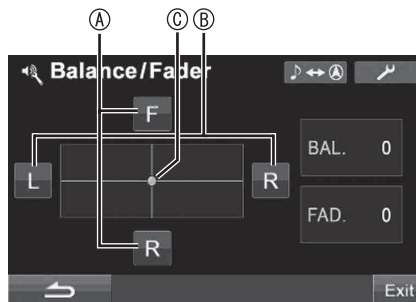 Ⓐ Ⓒ Ⓑ
Balance/Fader
F
L R
BAL. 0
FAD. 0
R
Exit